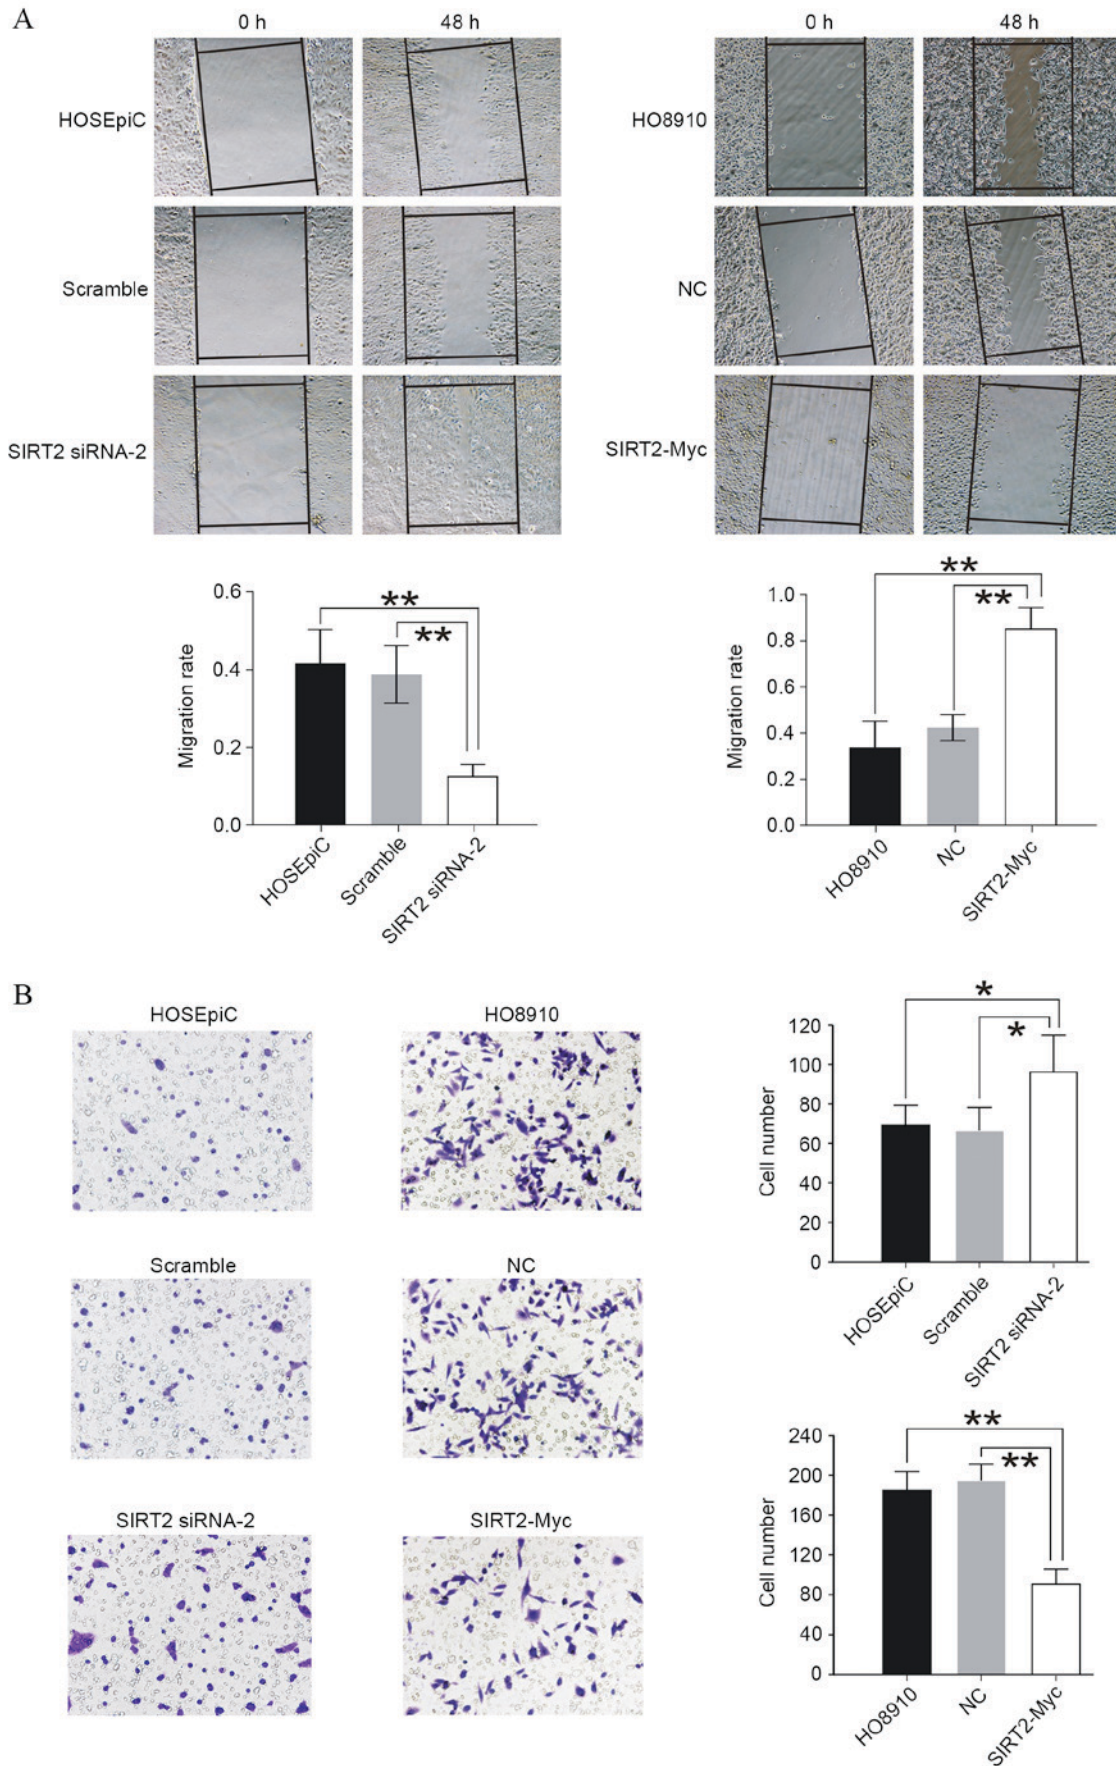 A
0 h 48 h 0 h 48 h
HOSEpiC HO8910
Scramble NC
SIRT2 siRNA-2 SIRT2-Myc
Migration rate
0.6
0.4
0.2
0.0
**
**
HOSEpiC
Scramble
SIRT2 siRNA-2
Migration rate
1.0
0.8
0.6
0.4
0.2
0.0
**
**
HO8910
NC
SIRT2-Myc
B
HOSEpiC HO8910
Scramble NC
SIRT2 siRNA-2 SIRT2-Myc
Cell number
120
100
80
60
40
20
0
*
*
HOSEpiC
Scramble
SIRT2 siRNA-2
Cell number
240
200
160
120
80
40
0
**
**
HO8910
NC
SIRT2-Myc